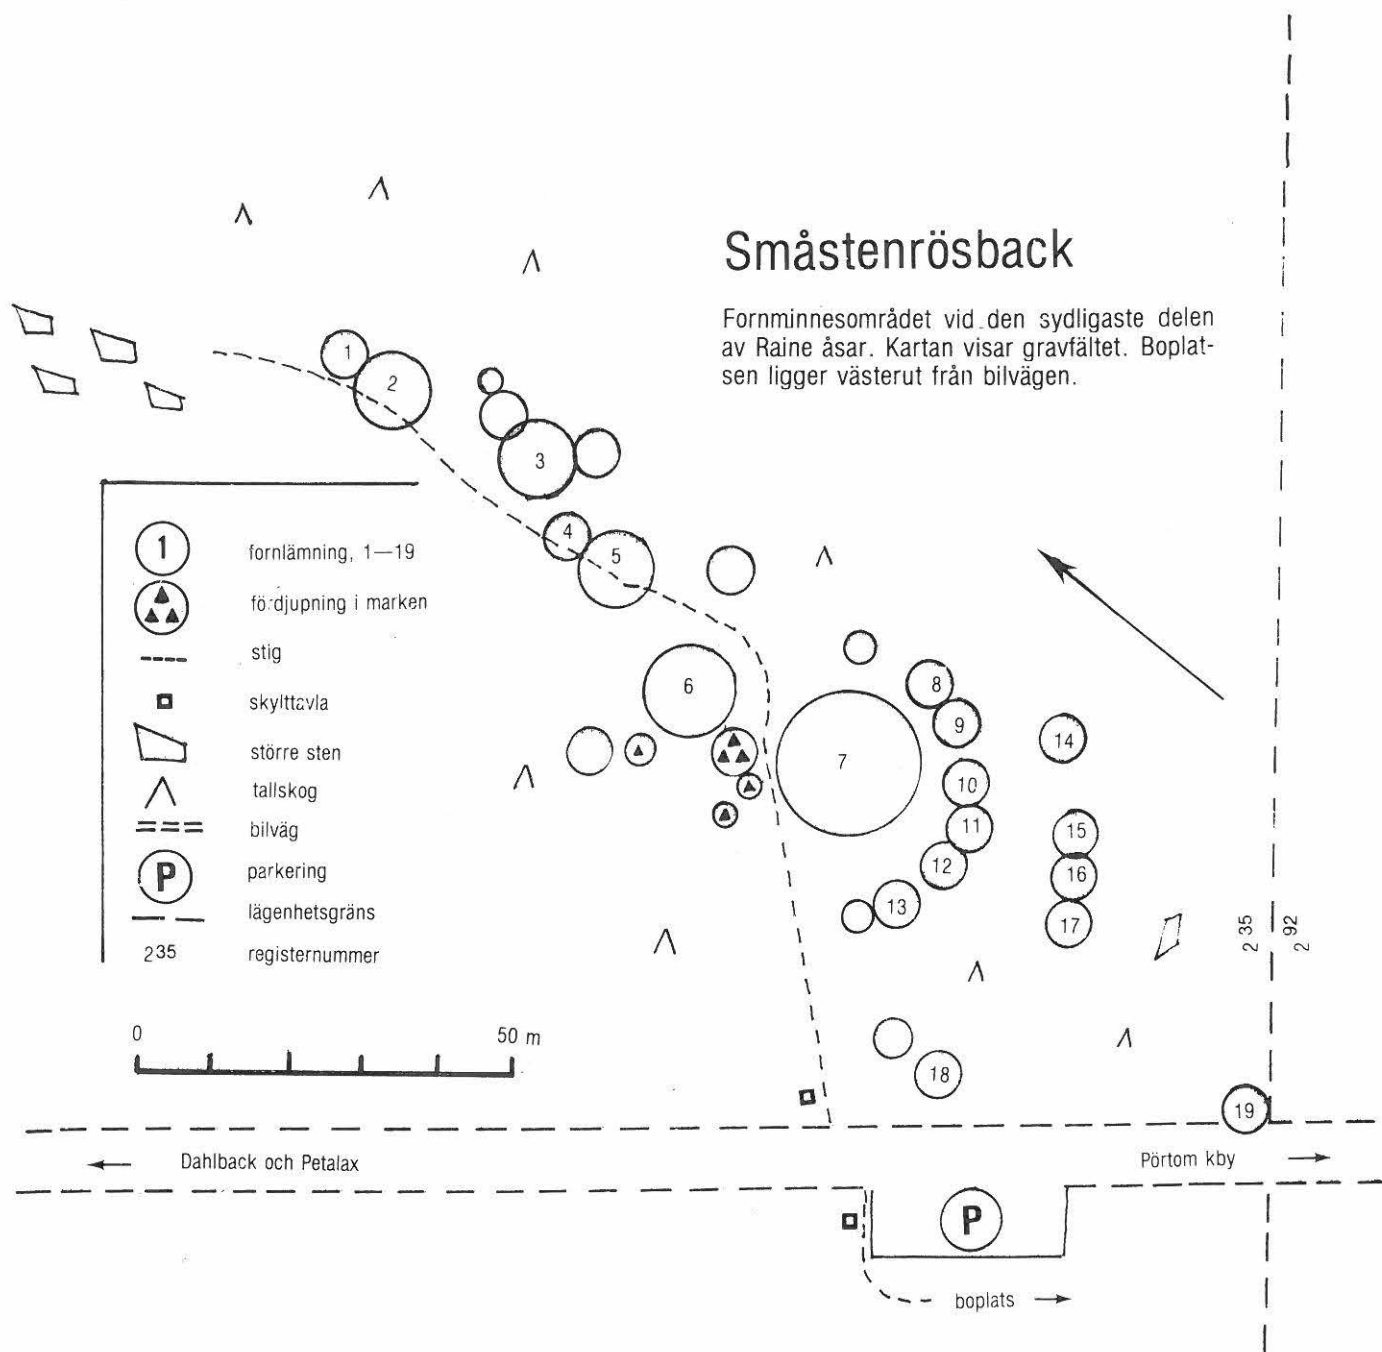 Småstenrösback
Fornminnesområdet vid den sydligaste delen
av Raine åsar. Kartan visar gravfältet. Boplat-
sen ligger västerut från bilvägen.
1
2
3
4
5
6
7
8
9
10
11
12
13
14
15
16
17
18
19
1 fornlämning, 1—19
fördjupning i marken
stig
skylttavla
större sten
tallskog
bilväg
P parkering
lägenhetsgräns
2 35 registernummer
0 50 m
2 35
2 92
Dahlback och Petalax
Pörtom kby
P
boplats